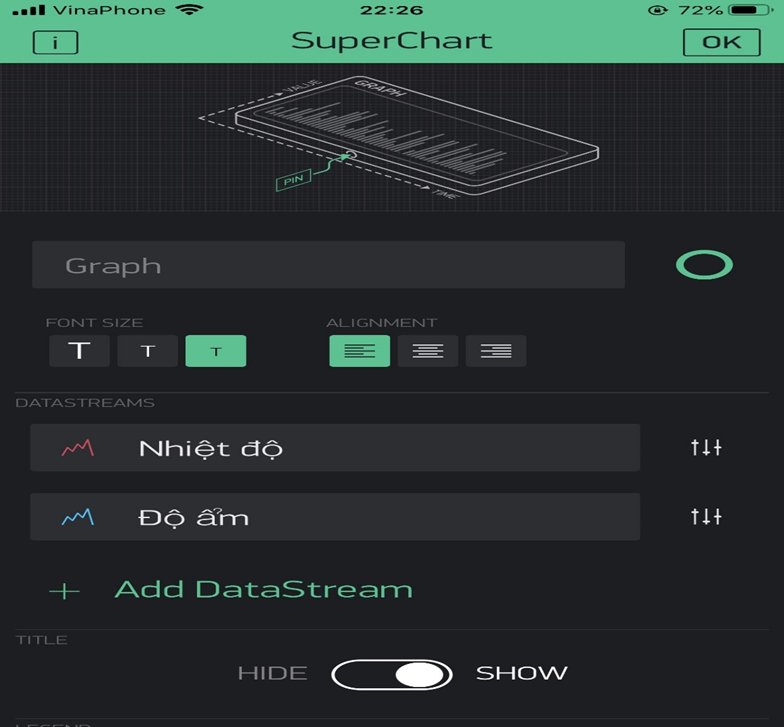 VinaPhone 22:26 72%
i SuperChart OK
VALUE
GRAPH
PIN
TIME
Graph
FONT SIZE ALIGNMENT
T T T
DATASTREAMS
Nhiệt độ
Độ ẩm
+ Add DataStream
TITLE
HIDE SHOW
LEGEND